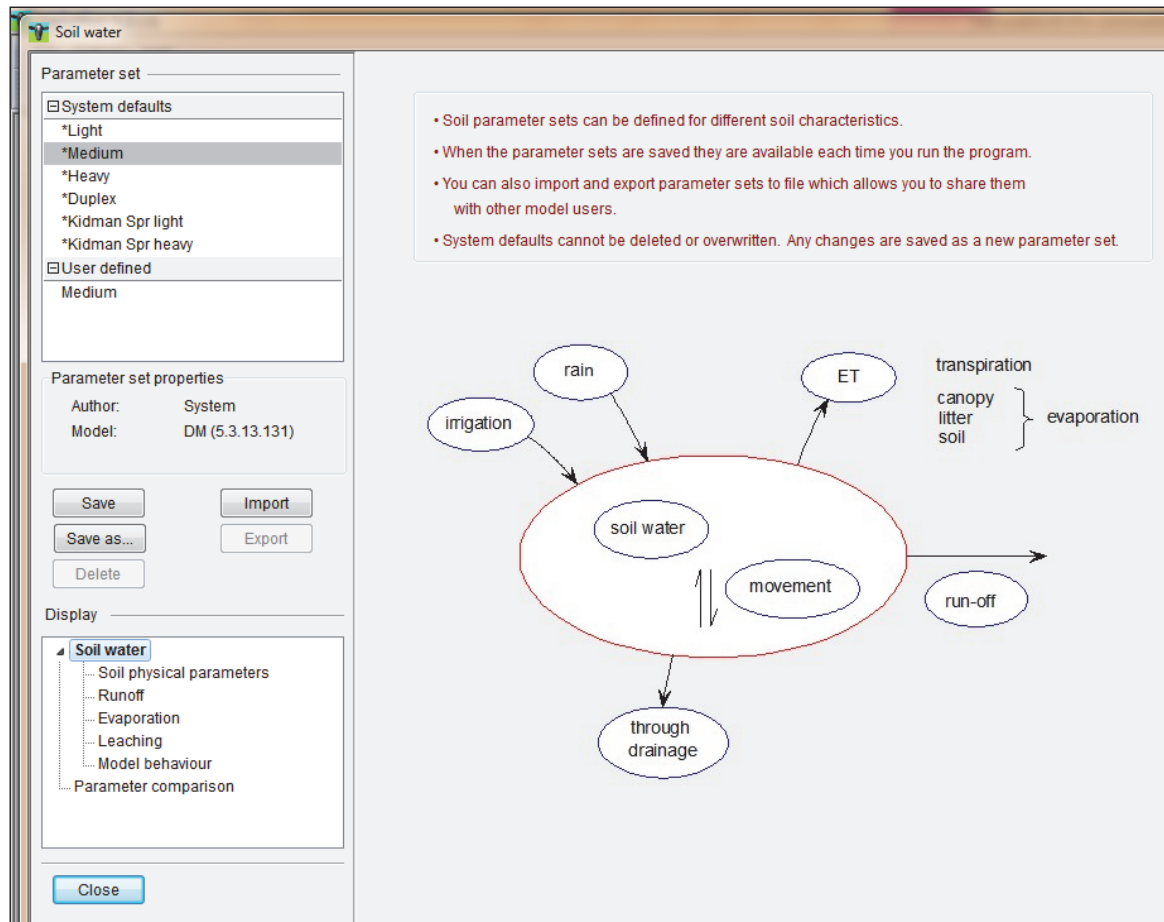 Soil water
Parameter set
System defaults
*Light
*Medium
*Heavy
*Duplex
*Kidman Spr light
*Kidman Spr heavy
User defined
Medium
Parameter set properties
Author: System
Model: DM (5.3.13.131)
Save Import
Save as... Export
Delete
Display
Soil water
Soil physical parameters
Runoff
Evaporation
Leaching
Model behaviour
Parameter comparison
Close
• Soil parameter sets can be defined for different soil characteristics.
• When the parameter sets are saved they are available each time you run the program.
• You can also import and export parameter sets to file which allows you to share them
with other model users.
• System defaults cannot be deleted or overwritten. Any changes are saved as a new parameter set.
rain
irrigation
ET
transpiration
canopy
litter
soil
evaporation
soil water
movement
run-off
through
drainage